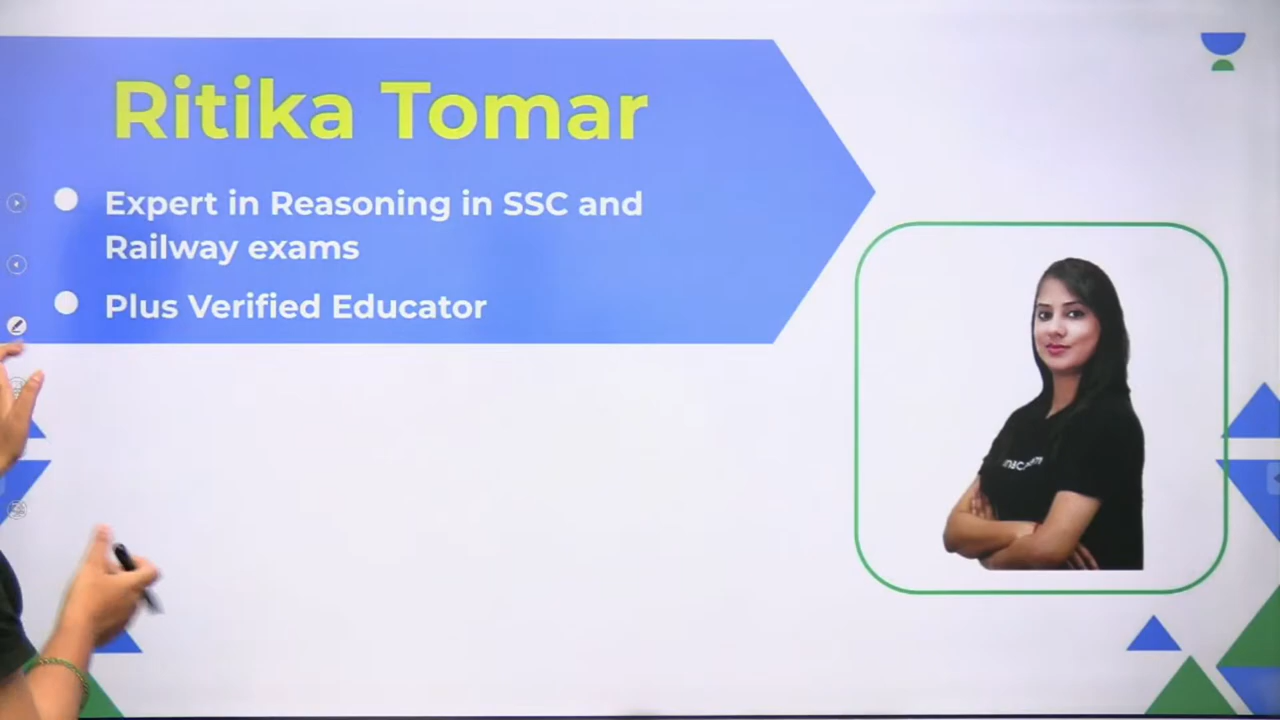 Ritika Tomar
Expert in Reasoning in SSC and
Railway exams
Plus Verified Educator